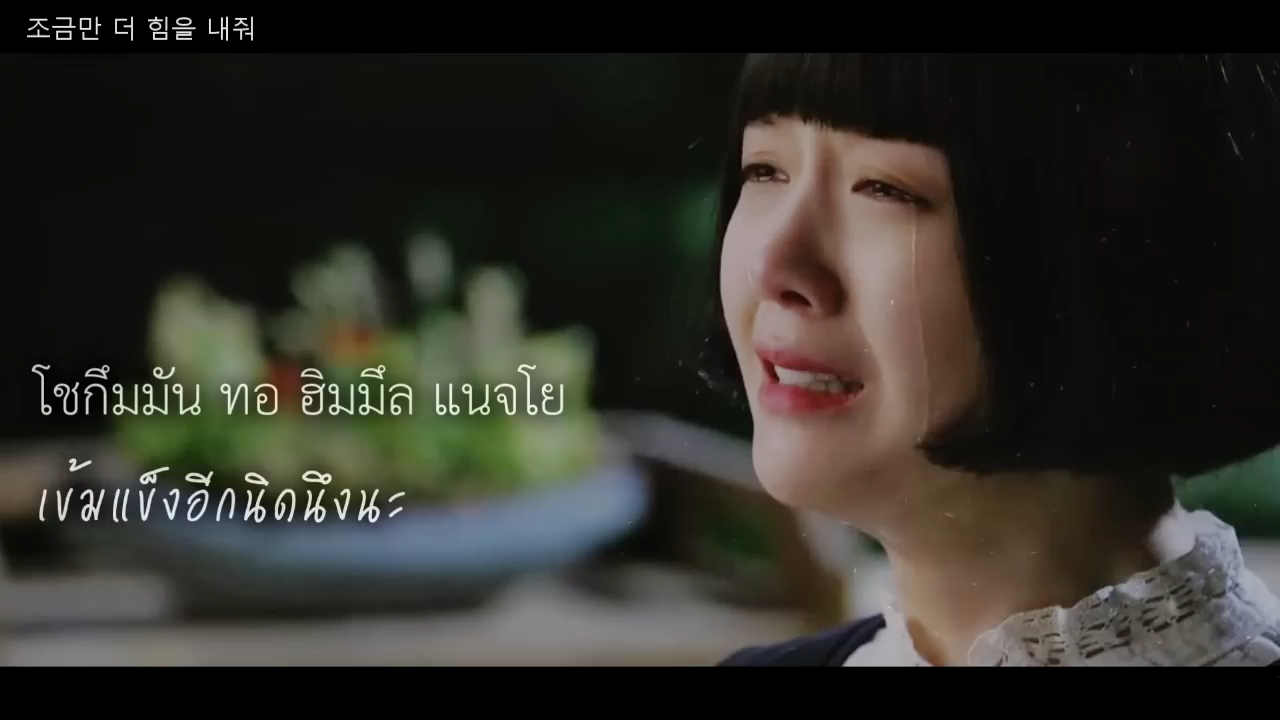 조금만 더 힘을 내줘
โชกึมมัน ทอ ฮิมมึล แนจโย
เข้มแข็งอีกนิดนึงนะ